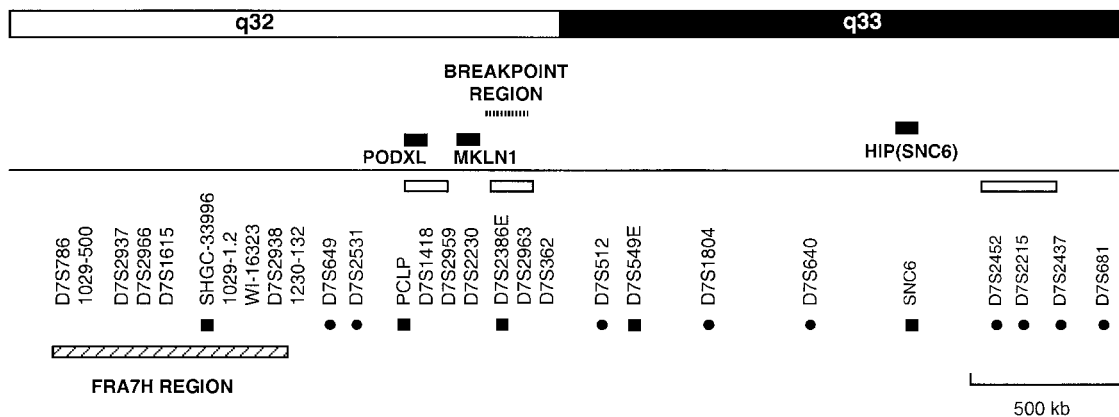 q32
q33
BREAKPOINT
REGION
PODXL
MKLN1
HIP(SNC6)
D7S786
1029-500
D7S2937
D7S2966
D7S1615
SHGC-33996
1029-1.2
WI-16323
D7S2938
1230-132
D7S649
D7S2531
PCLP
D7S1418
D7S2959
D7S2230
D7S2386E
D7S2963
D7S362
D7S512
D7S549E
D7S1804
D7S640
SNC6
D7S2452
D7S2215
D7S2437
D7S681
FRA7H REGION
500 kb